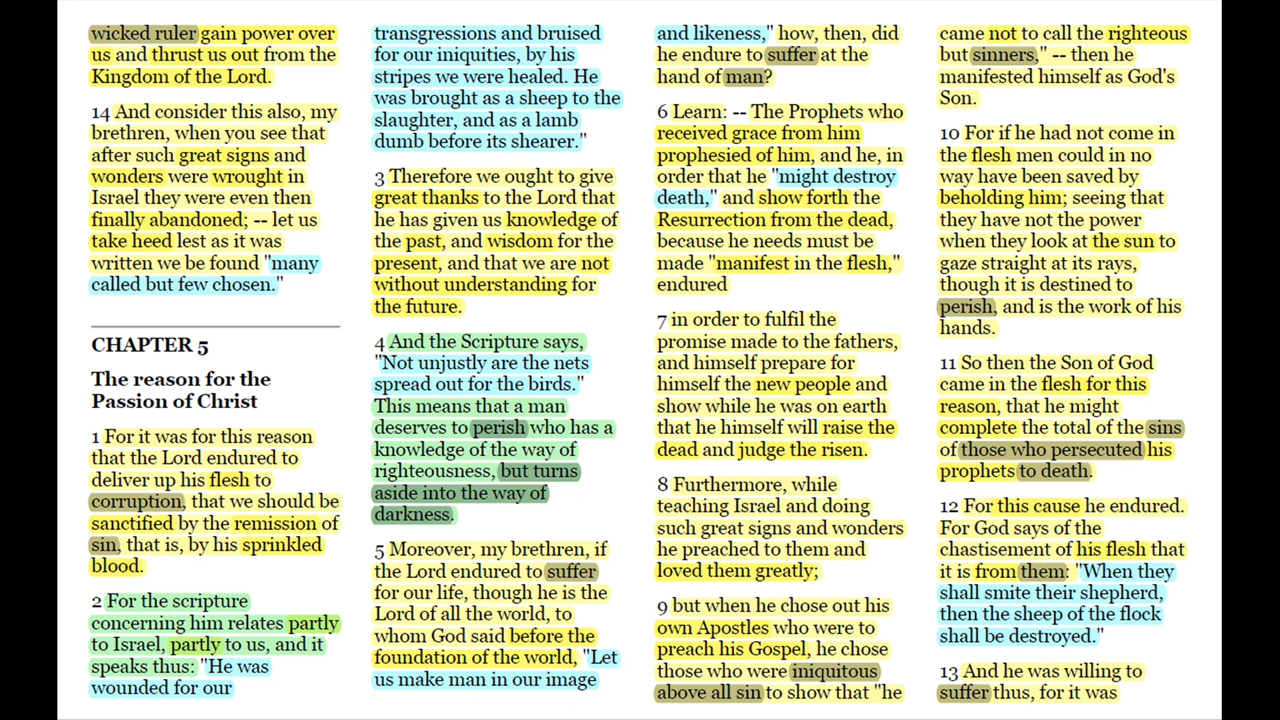 wicked ruler gain power over
us and thrust us out from the
Kingdom of the Lord.
14 And consider this also, my
brethren, when you see that
after such great signs and
wonders were wrought in
Israel they were even then
finally abandoned; -- let us
take heed lest as it was
written we be found "many
called but few chosen."
CHAPTER 5
The reason for the
Passion of Christ
1 For it was for this reason
that the Lord endured to
deliver up his flesh to
corruption, that we should be
sanctified by the remission of
sin, that is, by his sprinkled
blood.
2 For the scripture
concerning him relates partly
to Israel, partly to us, and it
speaks thus: "He was
wounded for our
transgressions and bruised
for our iniquities, by his
stripes we were healed. He
was brought as a sheep to the
slaughter, and as a lamb
dumb before its shearer."
3 Therefore we ought to give
great thanks to the Lord that
he has given us knowledge of
the past, and wisdom for the
present, and that we are not
without understanding for
the future.
4 And the Scripture says,
"Not unjustly are the nets
spread out for the birds."
This means that a man
deserves to perish who has a
knowledge of the way of
righteousness, but turns
aside into the way of
darkness.
5 Moreover, my brethren, if
the Lord endured to suffer
for our life, though he is the
Lord of all the world, to
whom God said before the
foundation of the world, "Let
us make man in our image
and likeness," how, then, did
he endure to suffer at the
hand of man?
6 Learn: -- The Prophets who
received grace from him
prophesied of him, and he, in
order that he "might destroy
death," and show forth the
Resurrection from the dead,
because he needs must be
made "manifest in the flesh,"
endured
7 in order to fulfil the
promise made to the fathers,
and himself prepare for
himself the new people and
show while he was on earth
that he himself will raise the
dead and judge the risen.
8 Furthermore, while
teaching Israel and doing
such great signs and wonders
he preached to them and
loved them greatly;
9 but when he chose out his
own Apostles who were to
preach his Gospel, he chose
those who were iniquitous
above all sin to show that "he
came not to call the righteous
but sinners," -- then he
manifested himself as God's
Son.
10 For if he had not come in
the flesh men could in no
way have been saved by
beholding him; seeing that
they have not the power
when they look at the sun to
gaze straight at its rays,
though it is destined to
perish, and is the work of his
hands.
11 So then the Son of God
came in the flesh for this
reason, that he might
complete the total of the sins
of those who persecuted his
prophets to death.
12 For this cause he endured.
For God says of the
chastisement of his flesh that
it is from them: "When they
shall smite their shepherd,
then the sheep of the flock
shall be destroyed."
13 And he was willing to
suffer thus, for it was